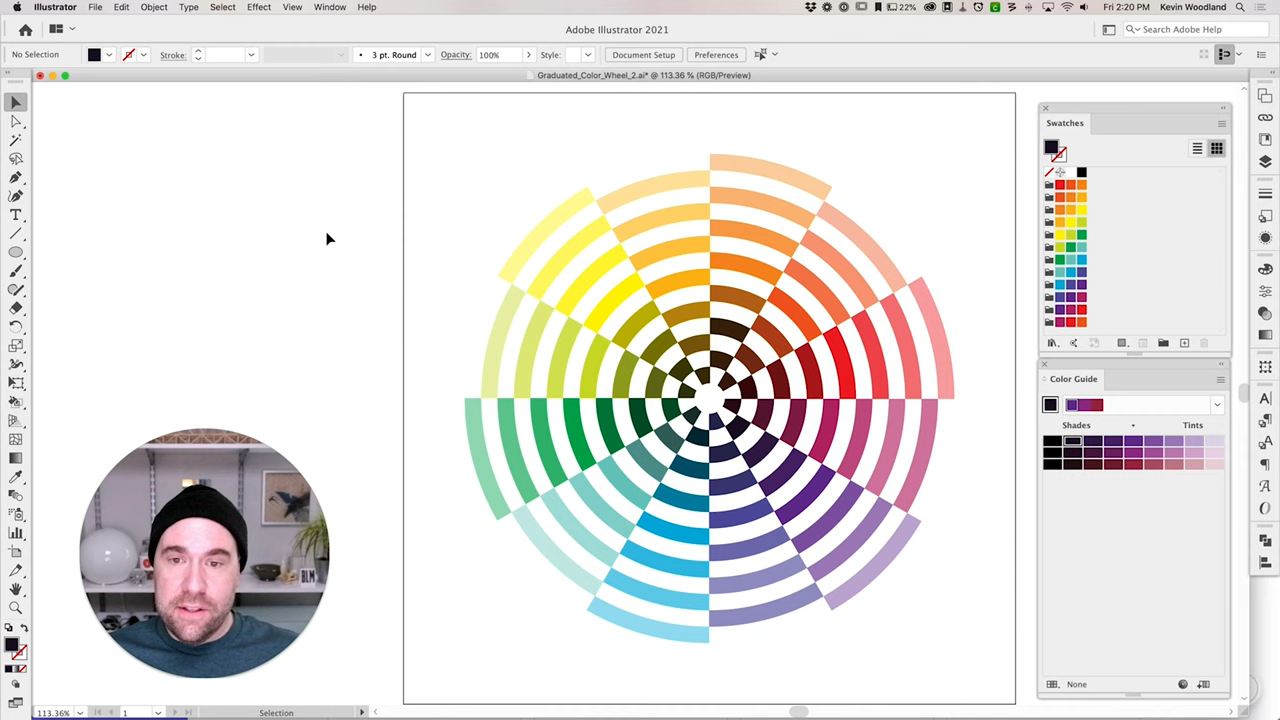 Illustrator File Edit Object Type Select Effect View Window Help 22% Fri 2:20 PM Kevin Woodland
Adobe Illustrator 2021 Search Adobe Help
No Selection Stroke: 3 pt. Round Opacity: 100% Style: Document Setup Preferences
Graduated_Color_Wheel_2.ai* @ 113.36 % (RGB/Preview)
Swatches
Color Guide
Shades Tints
None
BLM
113.36% 1 Selection